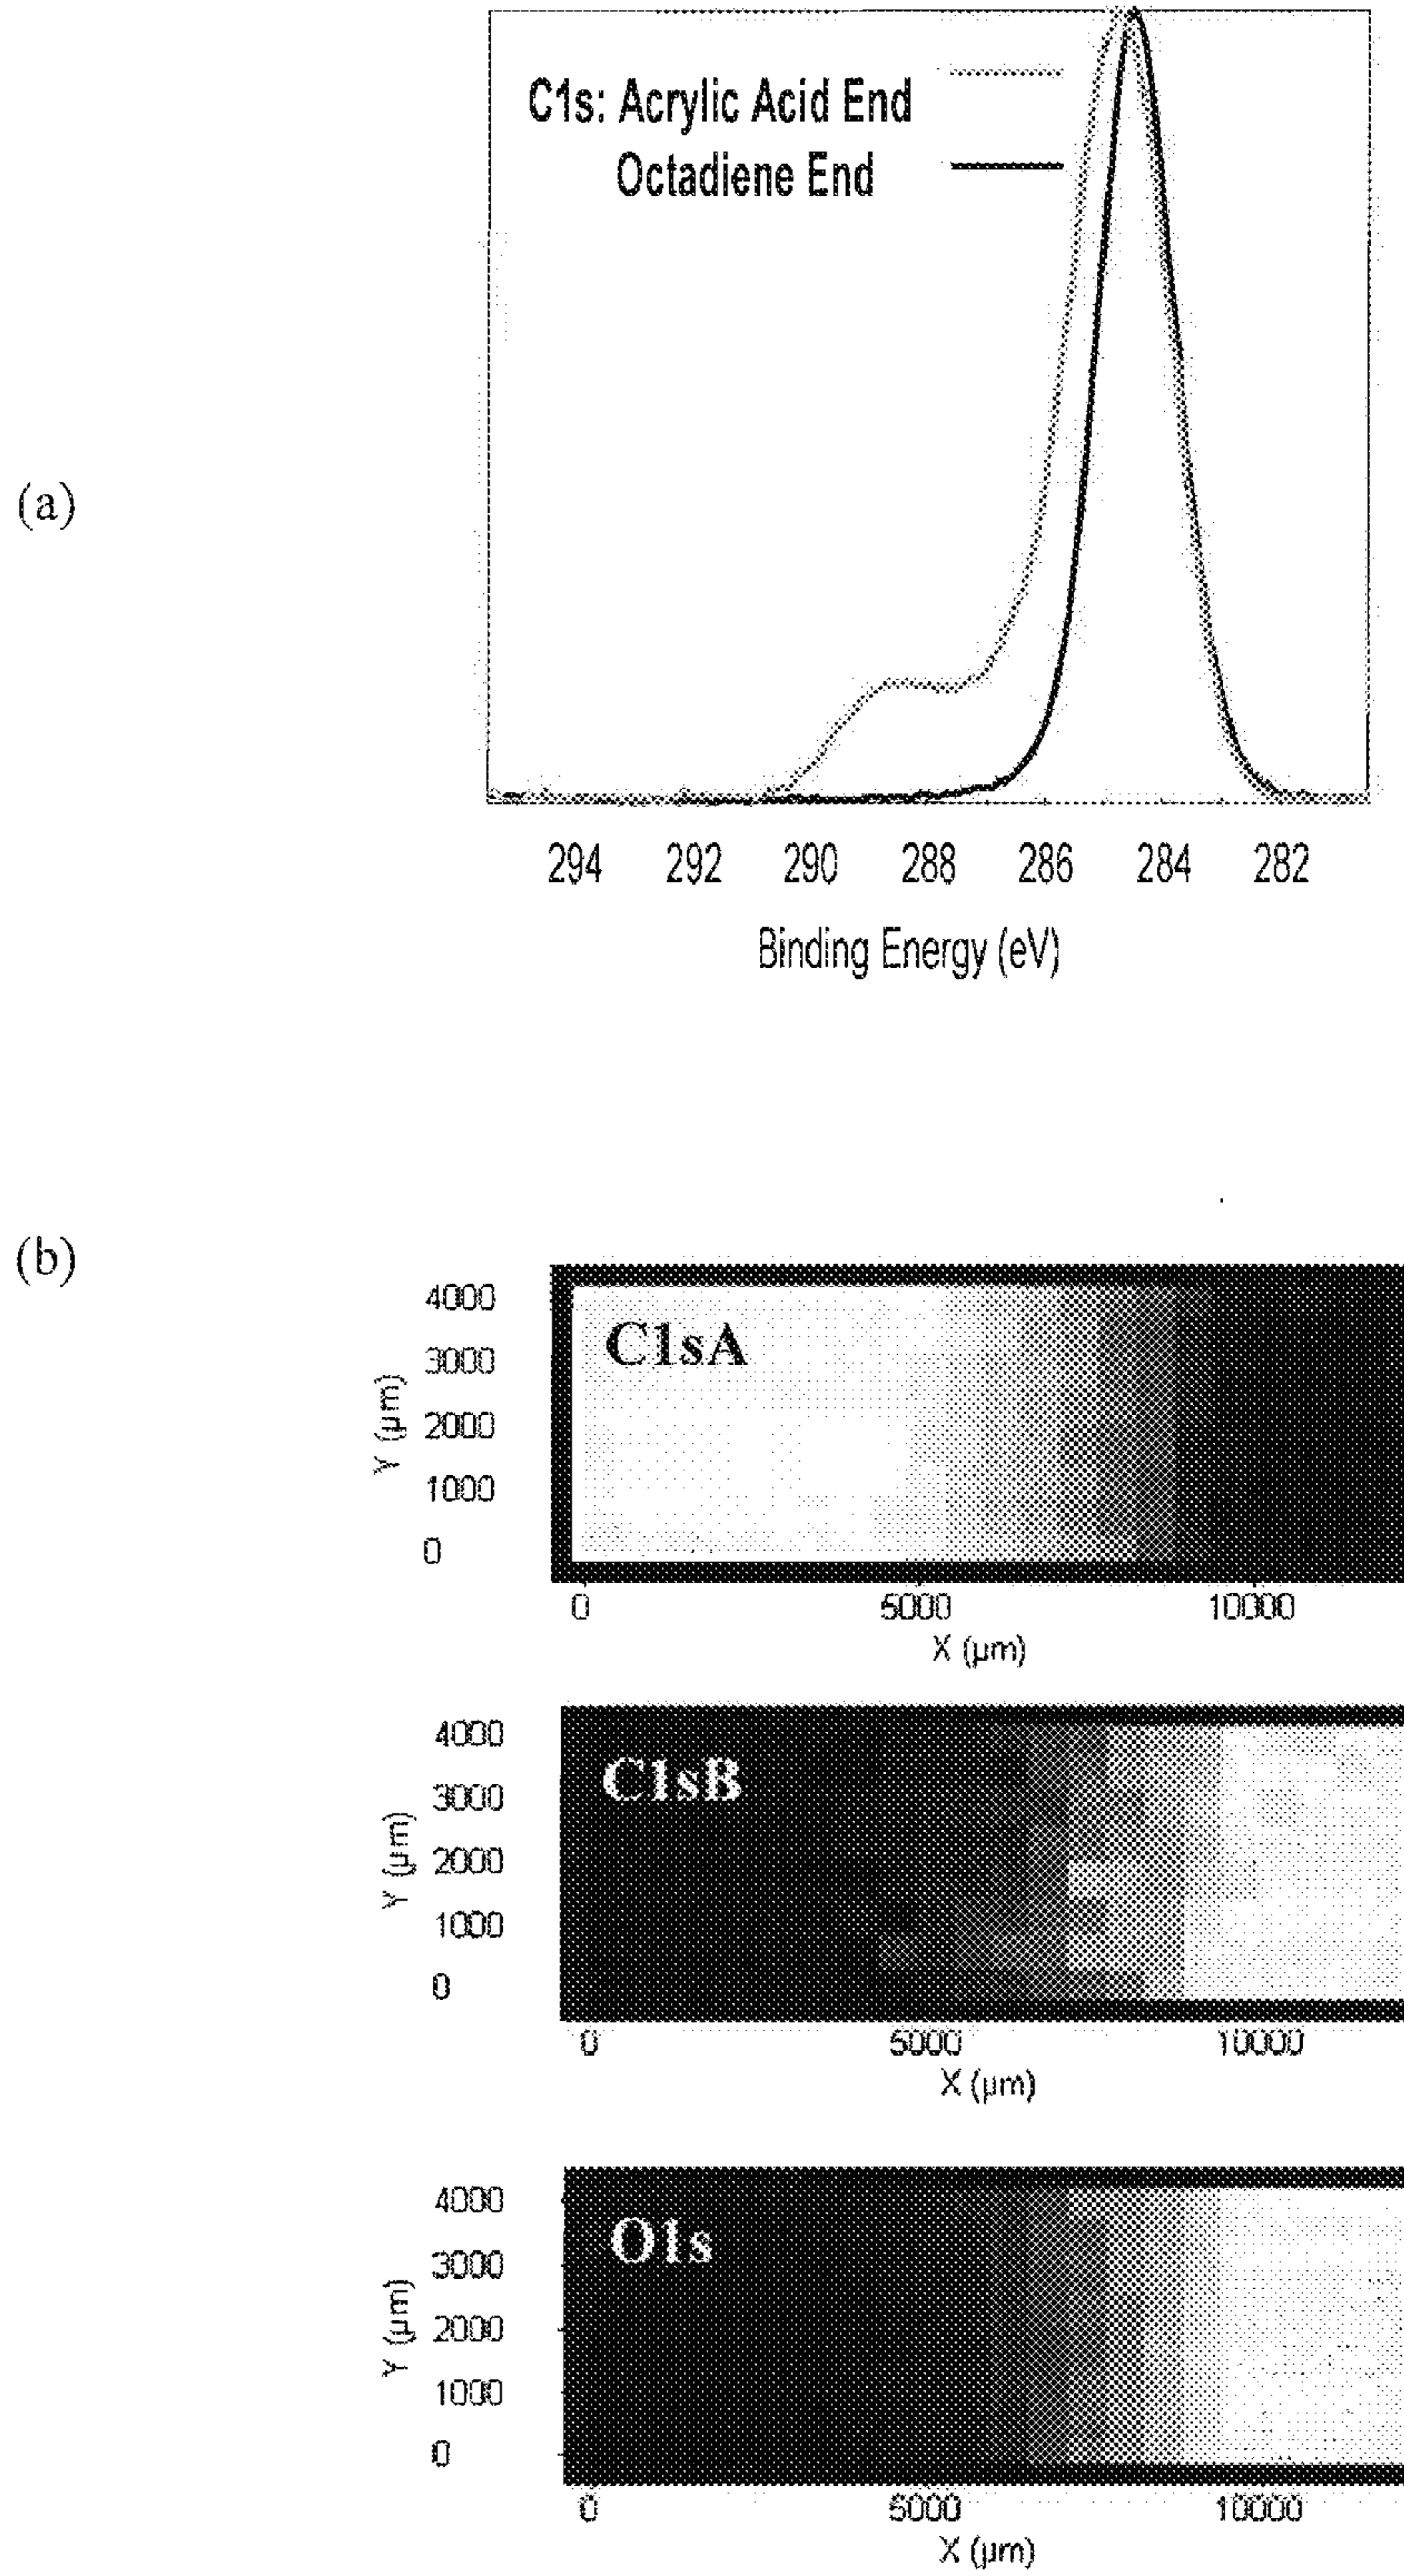 (a)
C1s: Acrylic Acid End
Octadiene End
294 292 290 288 286 284 282
Binding Energy (eV)
(b)
C1sA
4000
3000
2000
1000
0
Y (µm)
0 5000 10000
X (µm)
C1sB
4000
3000
2000
1000
0
Y (µm)
0 5000 10000
X (µm)
O1s
4000
3000
2000
1000
0
Y (µm)
0 5000 10000
X (µm)